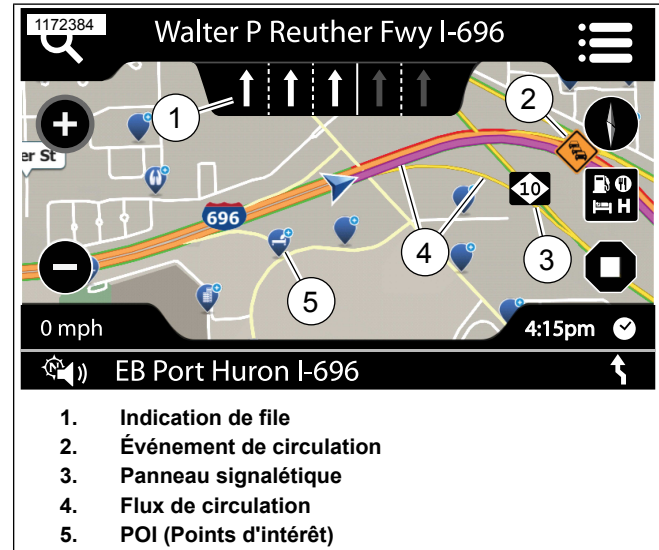 1172384
Walter P Reuther Fwy I-696
1
2
er St
10
H
696
4
3
5
0 mph
4:15pm
N
EB Port Huron I-696
1. Indication de file
2. Événement de circulation
3. Panneau signalétique
4. Flux de circulation
5. POI (Points d'intérêt)